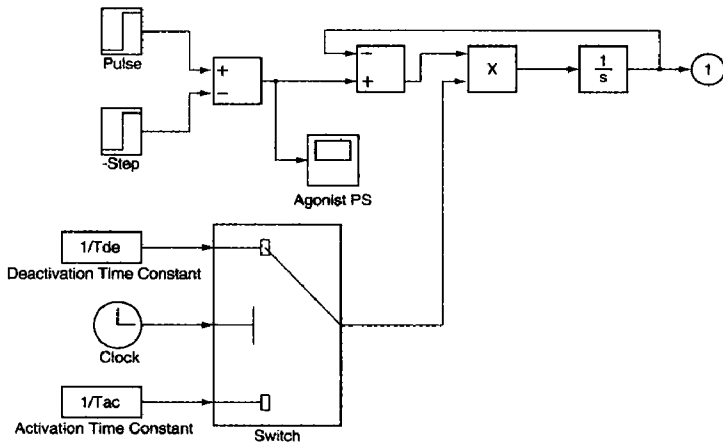 Pulse
+
−
-Step
−
+
X
1
s
1
Agonist PS
1/Tde
Deactivation Time Constant
Clock
1/Tac
Activation Time Constant
Switch